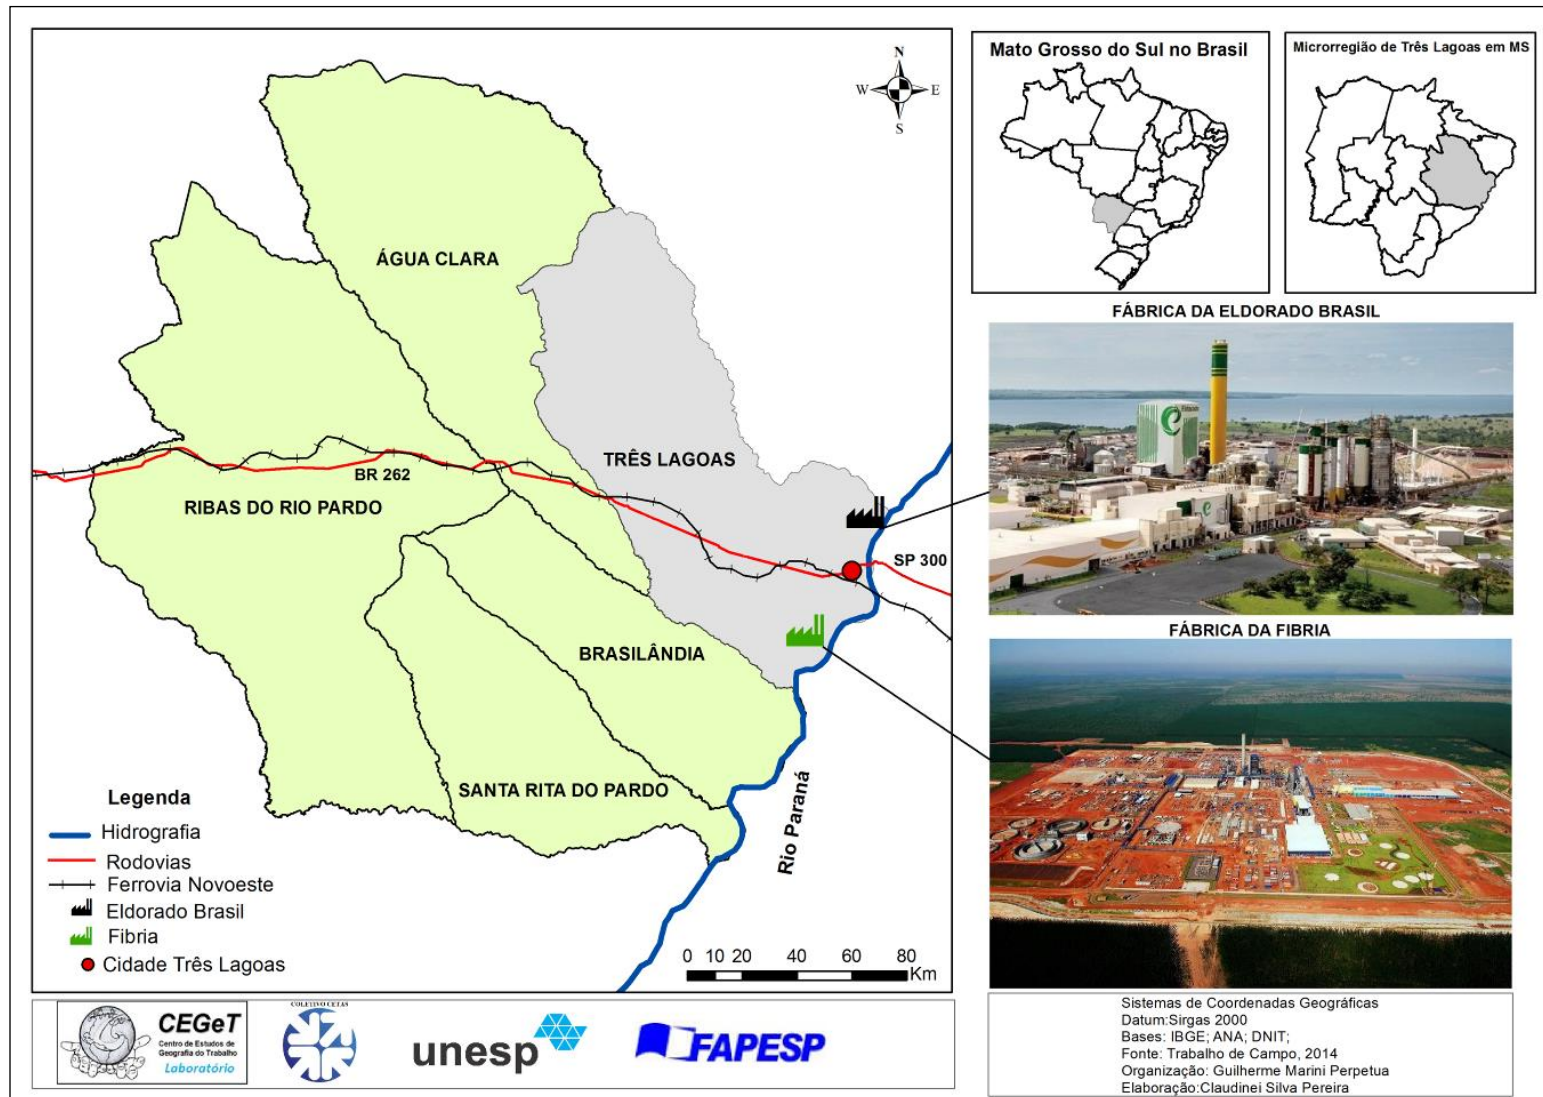 N
W
E
S
ÁGUA CLARA
TRÊS LAGOAS
BR 262
RIBAS DO RIO PARDO
SP 300
BRASILÂNDIA
SANTA RITA DO PARDO
Rio Paraná
Legenda
Hidrografia
Rodovias
Ferrovia Novoeste
Eldorado Brasil
Fibria
Cidade Três Lagoas
0 10 20 40 60 80
Km
Mato Grosso do Sul no Brasil
Microrregião de Três Lagoas em MS
FÁBRICA DA ELDORADO BRASIL
Eldorado
FÁBRICA DA FIBRIA
CEGeT
Centro de Estudos de
Geografia do Trabalho
Laboratório
COLETIVO CETAS
unesp
FAPESP
Sistemas de Coordenadas Geográficas
Datum:Sirgas 2000
Bases: IBGE; ANA; DNIT;
Fonte: Trabalho de Campo, 2014
Organização: Guilherme Marini Perpetua
Elaboração:Claudinei Silva Pereira